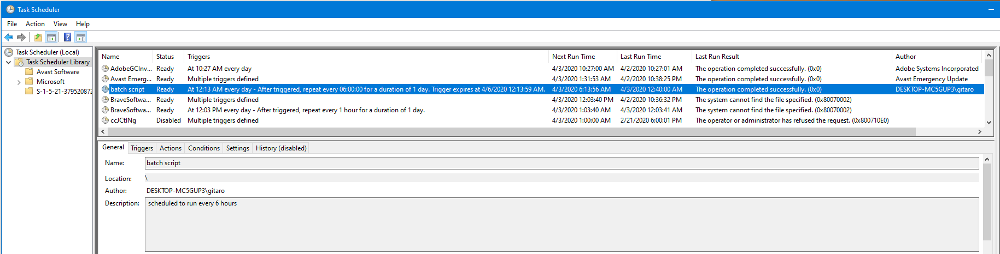 Task Scheduler
File Action View Help
Task Scheduler (Local)
Task Scheduler Library
Avast Software
Microsoft
S-1-5-21-379520872
Name Status Triggers Next Run Time Last Run Time Last Run Result Author
AdobeGCInv... Ready At 10:27 AM every day 4/3/2020 10:27:00 AM 4/2/2020 10:27:01 AM The operation completed successfully. (0x0) Adobe Systems Incorporated
Avast Emerg... Ready Multiple triggers defined 4/3/2020 1:31:53 AM 4/2/2020 10:38:25 PM The operation completed successfully. (0x0) Avast Emergency Update
batch script Ready At 12:13 AM every day - After triggered, repeat every 06:00:00 for a duration of 1 day. Trigger expires at 4/6/2020 12:13:59 AM. 4/3/2020 6:13:56 AM 4/3/2020 12:40:00 AM The operation completed successfully. (0x0) DESKTOP-MC5GUP3\gitaro
BraveSoftwa... Ready Multiple triggers defined 4/3/2020 12:03:40 PM 4/2/2020 10:36:32 PM The system cannot find the file specified. (0x80070002)
BraveSoftwa... Ready At 12:03 PM every day - After triggered, repeat every 1 hour for a duration of 1 day. 4/3/2020 1:03:40 AM 4/3/2020 12:03:41 AM The system cannot find the file specified. (0x80070002)
ccJCtlNg Disabled Multiple triggers defined 4/3/2020 1:00:00 AM 2/21/2020 6:00:01 PM The operator or administrator has refused the request. (0x800710E0)
General Triggers Actions Conditions Settings History (disabled)
Name: batch script
Location: \
Author: DESKTOP-MC5GUP3\gitaro
Description: scheduled to run every 6 hours